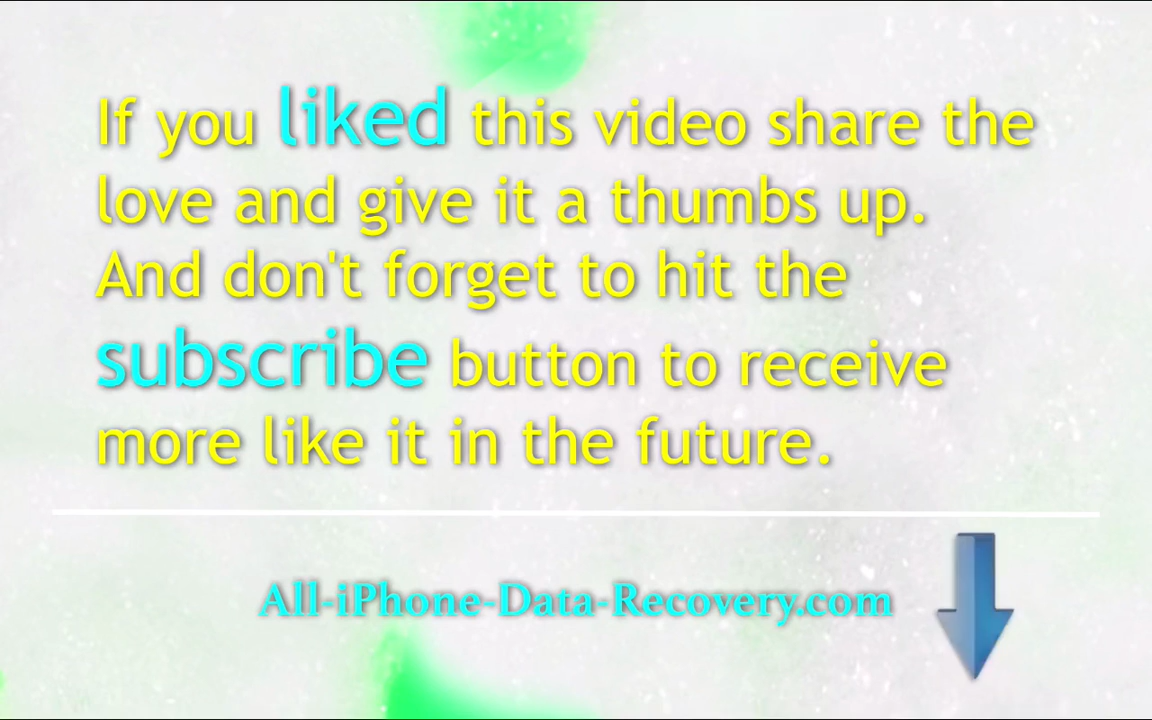 If you liked this video share the
love and give it a thumbs up.
And don't forget to hit the
subscribe button to receive
more like it in the future.
All-iPhone-Data-Recovery.com